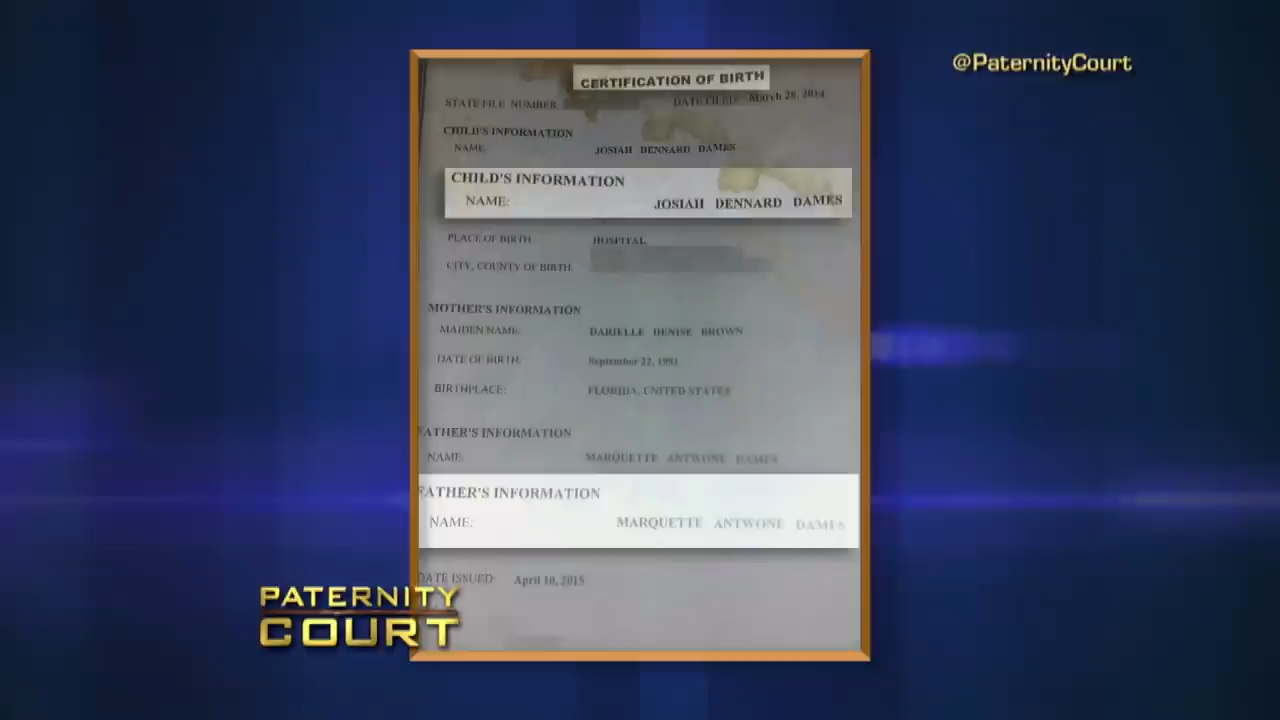 @PaternityCourt
CERTIFICATION OF BIRTH
STATE FILE NUMBER DATE FILED: March 28, 2014
CHILD'S INFORMATION
NAME: JOSIAH DENNARD DAMES
CHILD'S INFORMATION
NAME: JOSIAH DENNARD DAMES
PLACE OF BIRTH: HOSPITAL
CITY, COUNTY OF BIRTH:
MOTHER'S INFORMATION
MAIDEN NAME: DARIELLE DENISE BROWN
DATE OF BIRTH: September 22, 1991
BIRTHPLACE: FLORIDA, UNITED STATES
FATHER'S INFORMATION
NAME: MARQUETTE ANTWONE DAMES
FATHER'S INFORMATION
NAME: MARQUETTE ANTWONE DAMES
DATE ISSUED: April 10, 2015
PATERNITY
COURT